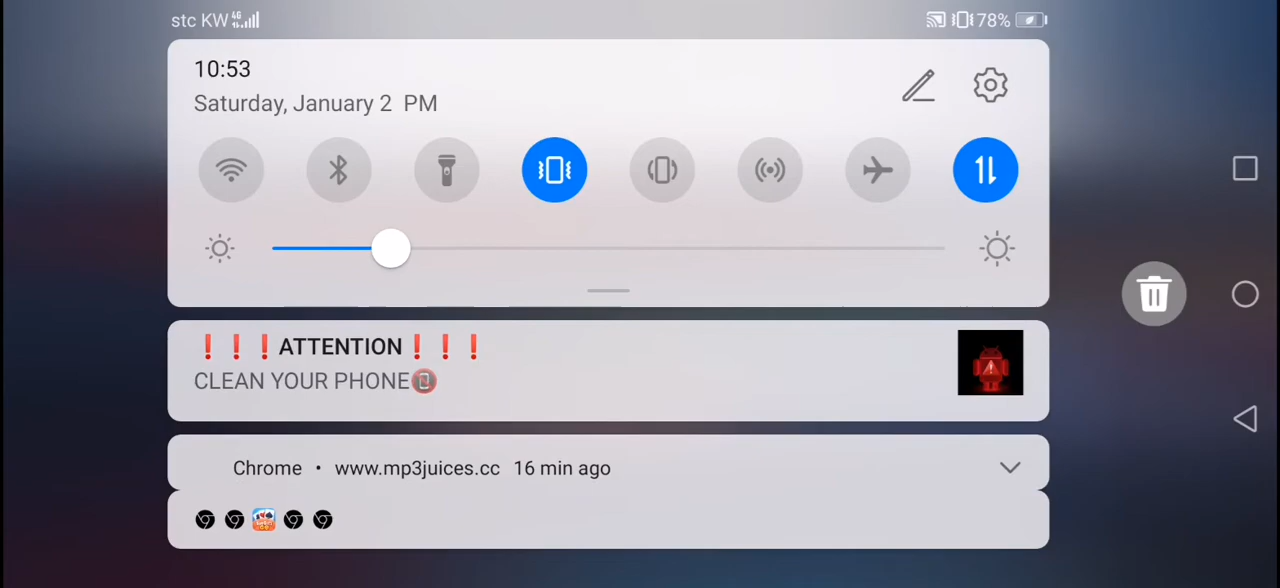 stc KW 4G
78%
10:53
Saturday, January 2 PM
❗❗❗ATTENTION❗❗❗
CLEAN YOUR PHONE📵
Chrome • www.mp3juices.cc 16 min ago